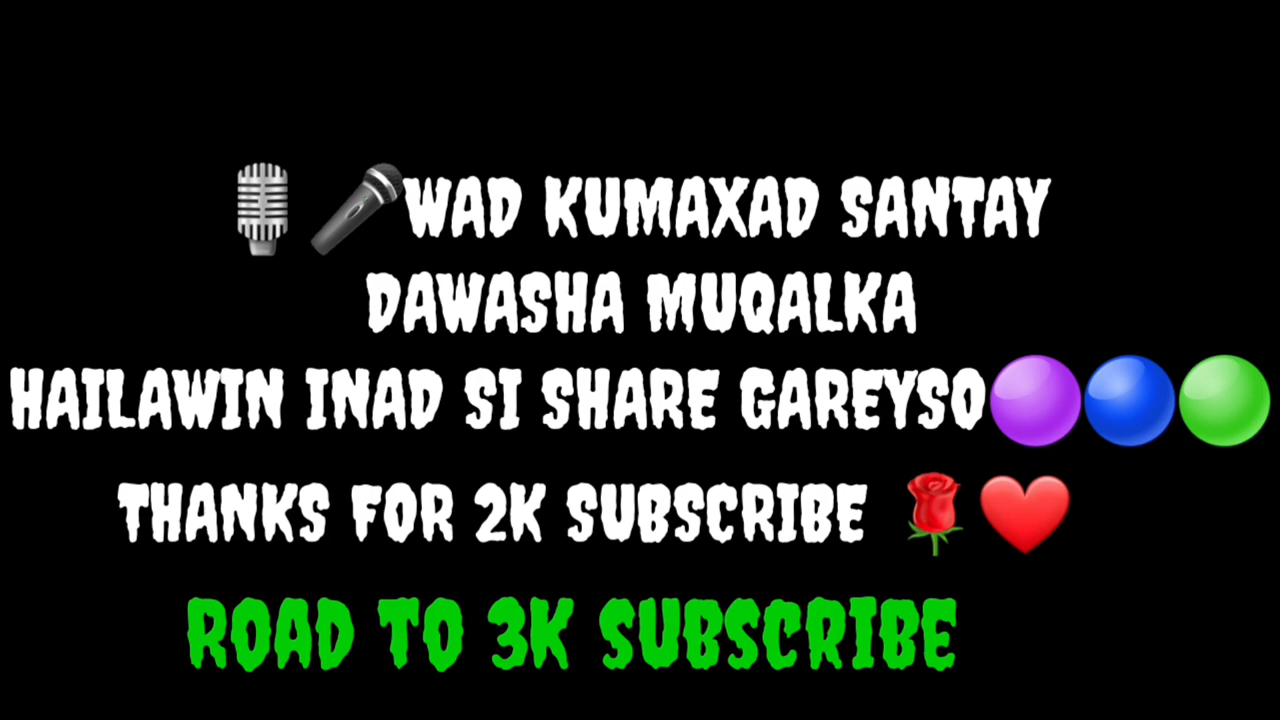 🎙️🎤WAD KUMAXAD SANTAY
DAWASHA MUQALKA
HAILAWIN INAD SI SHARE GAREYSO🟣🔵🟢
THANKS FOR 2K SUBSCRIBE 🌹❤️
ROAD TO 3K SUBSCRIBE